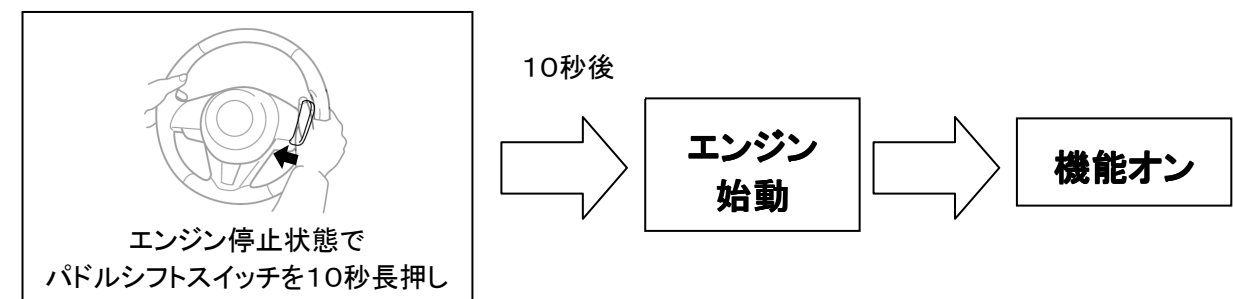 エンジン停止状態で
パドルシフトスイッチを10秒長押し
10秒後
エンジン
始動
機能オン